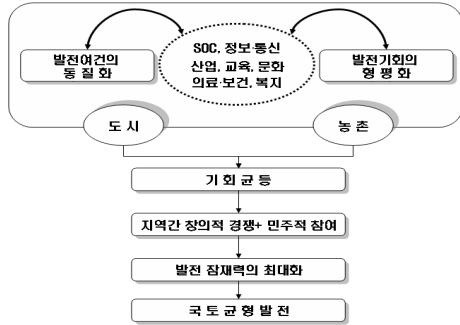 SOC, 정보·통신
산업, 교육, 문화
의료·보건, 복지
발전여건의
동 질 화
발전기회의
형 평 화
도 시
농 촌
기 회 균 등
지역간 창의적 경쟁+ 민주적 참여
발전 잠재력의 최대화
국 토 균 형 발 전